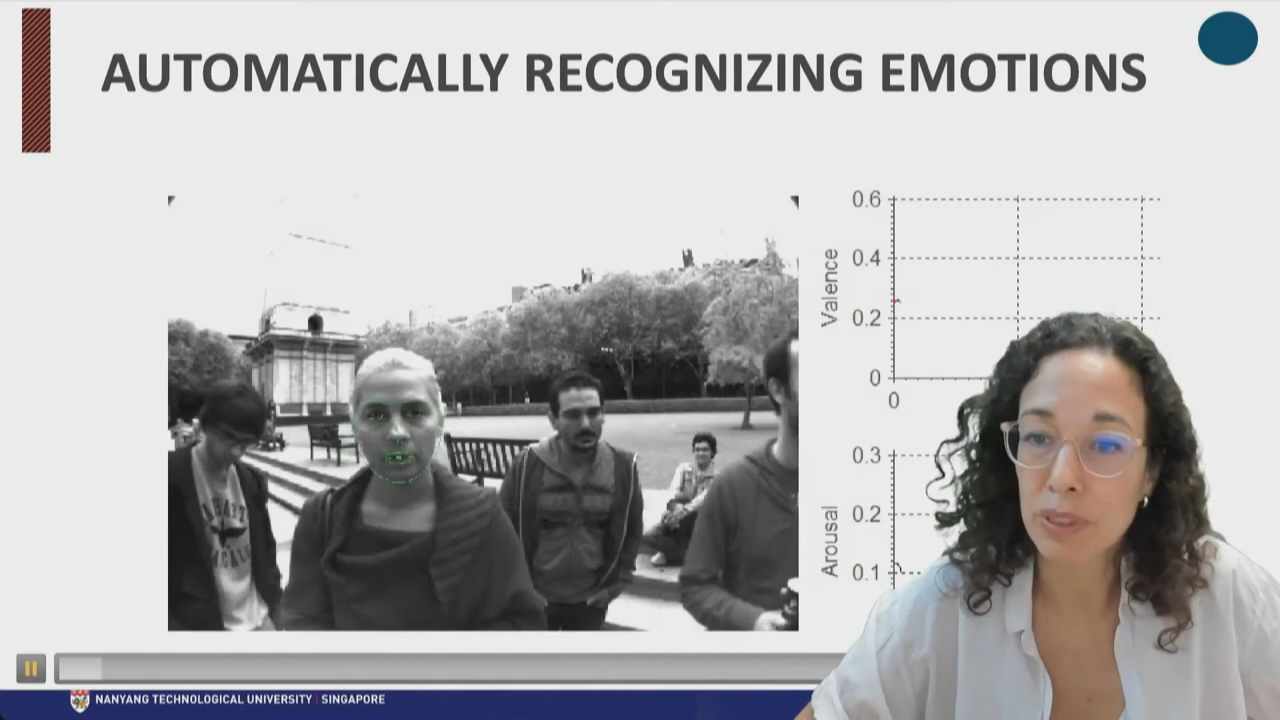 AUTOMATICALLY RECOGNIZING EMOTIONS
Valence
0.6
0.4
0.2
0
0
Arousal
0.3
0.2
0.1
NANYANG TECHNOLOGICAL UNIVERSITY | SINGAPORE